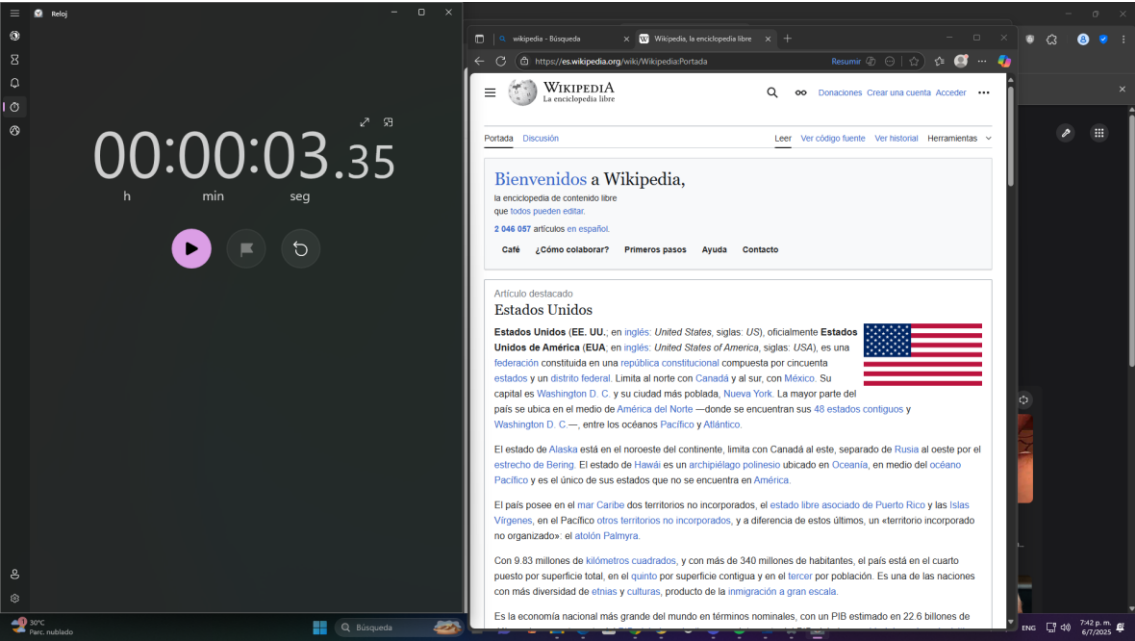 Reloj
00:00:03.35
h min seg
wikipedia - Búsqueda
Wikipedia, la enciclopedia libre
https://es.wikipedia.org/wiki/Wikipedia:Portada
Resumir
WIKIPEDIA
La enciclopedia libre
Donaciones Crear una cuenta Acceder
Portada Discusión
Leer Ver código fuente Ver historial Herramientas
Bienvenidos a Wikipedia,
la enciclopedia de contenido libre
que todos pueden editar.
2 046 057 artículos en español.
Café ¿Cómo colaborar? Primeros pasos Ayuda Contacto
Artículo destacado
Estados Unidos
Estados Unidos (EE. UU.; en inglés: United States, siglas: US), oficialmente Estados
Unidos de América (EUA; en inglés: United States of America, siglas: USA), es una
federación constituida en una república constitucional compuesta por cincuenta
estados y un distrito federal. Limita al norte con Canadá y al sur, con México. Su
capital es Washington D. C. y su ciudad más poblada, Nueva York. La mayor parte del
país se ubica en el medio de América del Norte —donde se encuentran sus 48 estados contiguos y
Washington D. C.—, entre los océanos Pacífico y Atlántico.
El estado de Alaska está en el noroeste del continente, limita con Canadá al este, separado de Rusia al oeste por el
estrecho de Bering. El estado de Hawái es un archipiélago polinesio ubicado en Oceanía, en medio del océano
Pacífico y es el único de sus estados que no se encuentra en América.
El país posee en el mar Caribe dos territorios no incorporados, el estado libre asociado de Puerto Rico y las Islas
Vírgenes, en el Pacífico otros territorios no incorporados, y a diferencia de estos últimos, un «territorio incorporado
no organizado»: el atolón Palmyra.
Con 9.83 millones de kilómetros cuadrados, y con más de 340 millones de habitantes, el país está en el cuarto
puesto por superficie total, en el quinto por superficie contigua y en el tercer por población. Es una de las naciones
con más diversidad de etnias y culturas, producto de la inmigración a gran escala.
Es la economía nacional más grande del mundo en términos nominales, con un PIB estimado en 22.6 billones de
30°C
Parc. nublado
Búsqueda
ENG
7:42 p. m.
6/7/2025